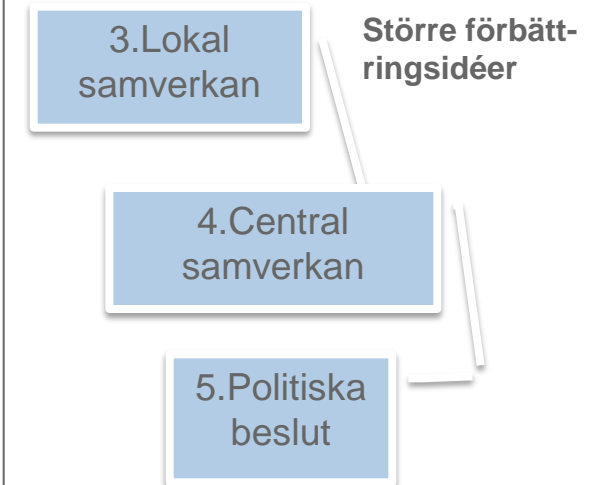 3.Lokal
samverkan
Större förbätt-
ringsidéer
4.Central
samverkan
5.Politiska
beslut